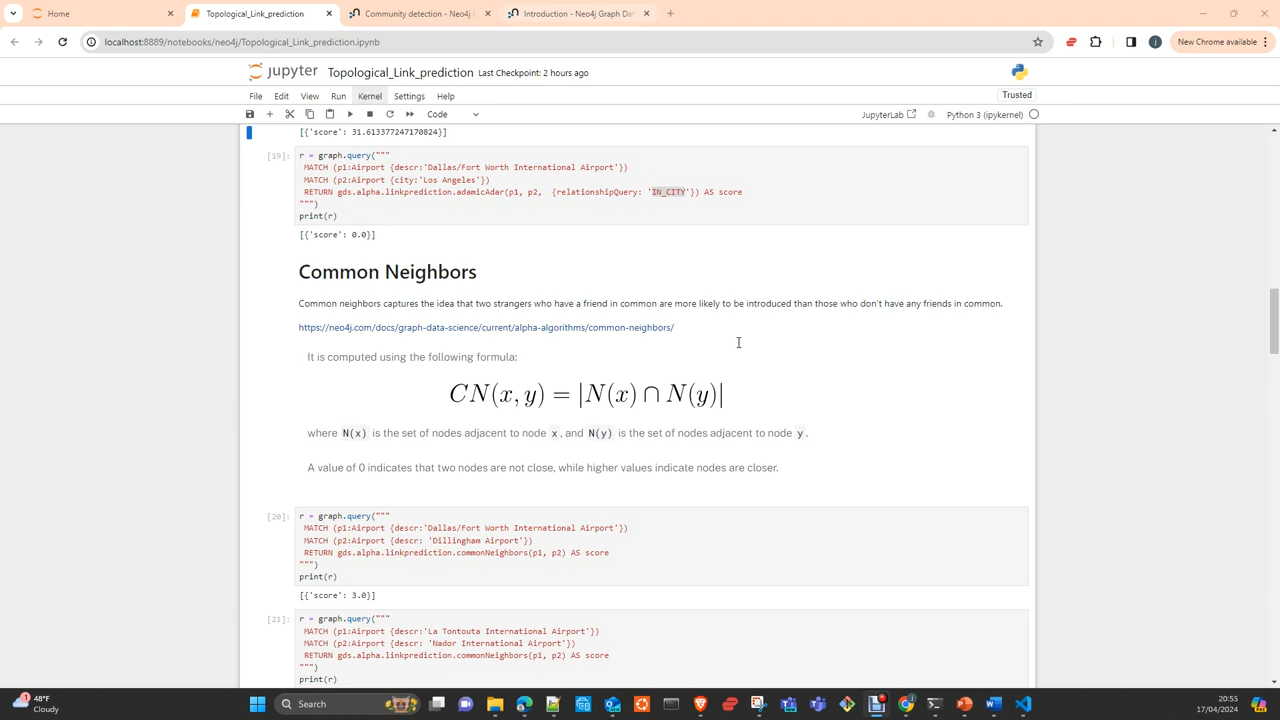 Home
Topological_Link_prediction
Community detection - Neo4j G
Introduction - Neo4j Graph Dat
localhost:8889/notebooks/neo4j/Topological_Link_prediction.ipynb
New Chrome available
jupyter Topological_Link_prediction Last Checkpoint: 2 hours ago
File Edit View Run Kernel Settings Help
Trusted
Code
JupyterLab
Python 3 (ipykernel)
[{'score': 31.613377247170824}]
[19]: r = graph.query("""
MATCH (p1:Airport {descr:'Dallas/Fort Worth International Airport'})
MATCH (p2:Airport {city:'Los Angeles'})
RETURN gds.alpha.linkprediction.adamicAdar(p1, p2,  {relationshipQuery: 'IN_CITY'}) AS score
""")
print(r)
[{'score': 0.0}]
Common Neighbors
Common neighbors captures the idea that two strangers who have a friend in common are more likely to be introduced than those who don't have any friends in common.
https://neo4j.com/docs/graph-data-science/current/alpha-algorithms/common-neighbors/
It is computed using the following formula:
CN(x, y) = |N(x) ∩ N(y)|
where N(x) is the set of nodes adjacent to node x, and N(y) is the set of nodes adjacent to node y.
A value of 0 indicates that two nodes are not close, while higher values indicate nodes are closer.
[20]: r = graph.query("""
MATCH (p1:Airport {descr:'Dallas/Fort Worth International Airport'})
MATCH (p2:Airport {descr: 'Dillingham Airport'})
RETURN gds.alpha.linkprediction.commonNeighbors(p1, p2) AS score
""")
print(r)
[{'score': 3.0}]
[21]: r = graph.query("""
MATCH (p1:Airport {descr:'La Tontouta International Airport'})
MATCH (p2:Airport {descr: 'Nador International Airport'})
RETURN gds.alpha.linkprediction.commonNeighbors(p1, p2) AS score
""")
print(r)
48°F
Cloudy
Search
20:55
17/04/2024